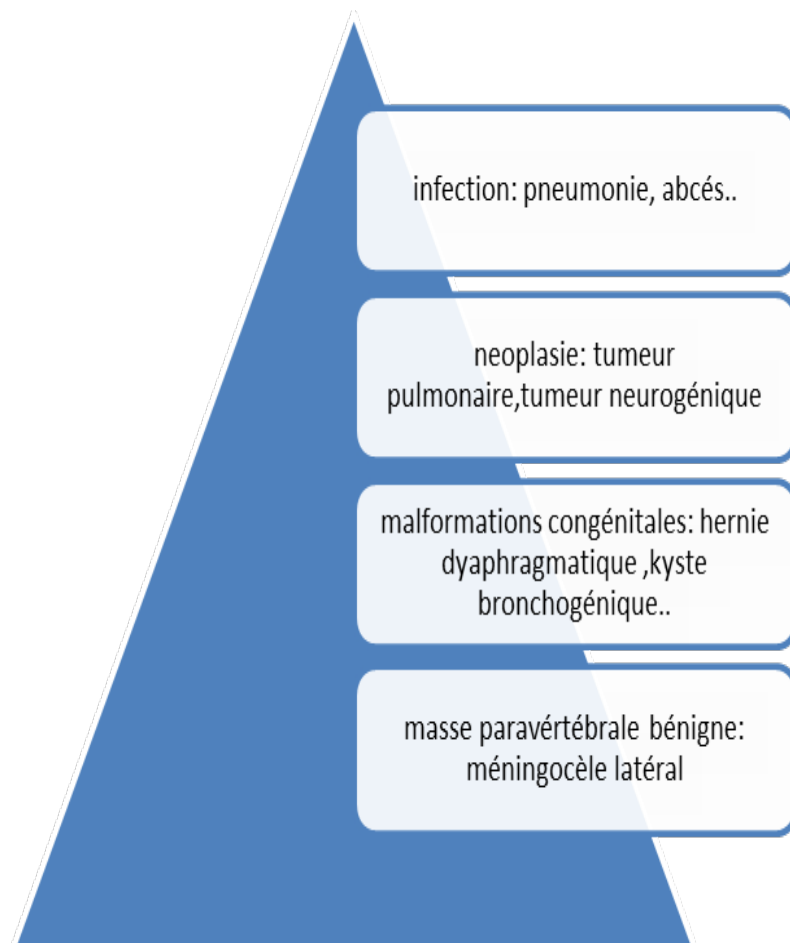 infection: pneumonie, abcés..
neoplasie: tumeur
pulmonaire,tumeur neurogénique
malformations congénitales: hernie
dyaphragmatique ,kyste
bronchogénique..
masse paravértébrale bénigne:
méningocèle latéral